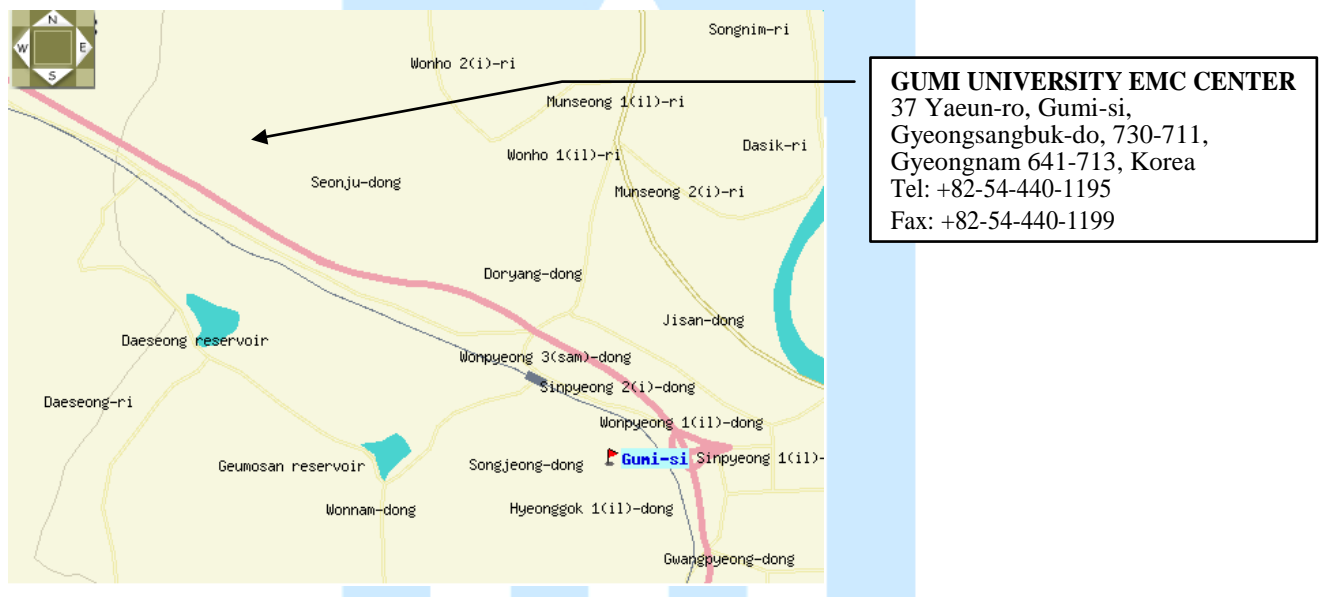 N
W E
S
Songnim-ri
Wonho 2(i)-ri
Munseong 1(il)-ri
Dasik-ri
Wonho 1(il)-ri
Seonju-dong
Munseong 2(i)-ri
Doryang-dong
Jisan-dong
Daeseong reservoir
Wonpyeong 3(sam)-dong
Sinpyeong 2(i)-dong
Daeseong-ri
Wonpyeong 1(il)-dong
Gumi-si
Sinpyeong 1(il)-
Geumosan reservoir
Songjeong-dong
Wonnam-dong
Hyeonggok 1(il)-dong
Gwangpyeong-dong
GUMI UNIVERSITY EMC CENTER
37 Yaeun-ro, Gumi-si,
Gyeongsangbuk-do, 730-711,
Gyeongnam 641-713, Korea
Tel: +82-54-440-1195
Fax: +82-54-440-1199